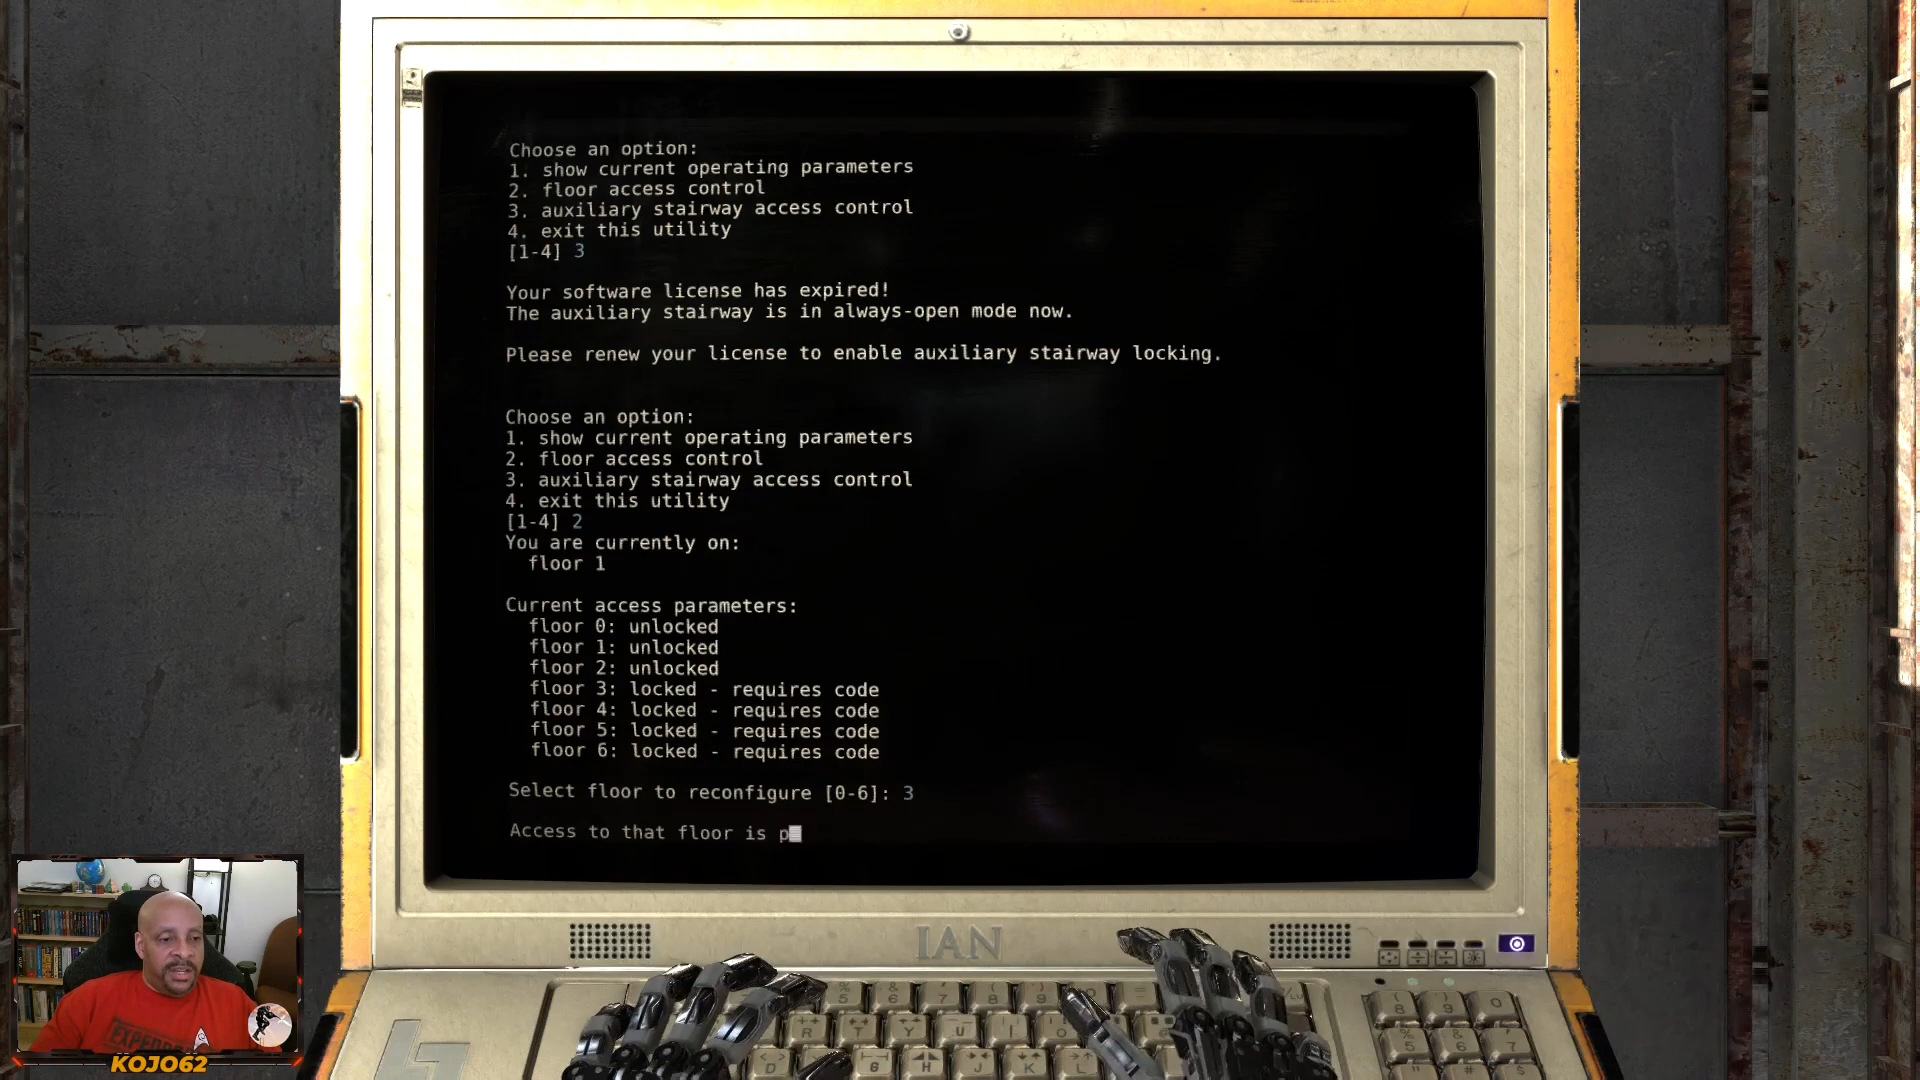 Choose an option:
1. show current operating parameters
2. floor access control
3. auxiliary stairway access control
4. exit this utility
[1-4] 3
Your software license has expired!
The auxiliary stairway is in always-open mode now.
Please renew your license to enable auxiliary stairway locking.
Choose an option:
1. show current operating parameters
2. floor access control
3. auxiliary stairway access control
4. exit this utility
[1-4] 2
You are currently on:
floor 1
Current access parameters:
floor 0: unlocked
floor 1: unlocked
floor 2: unlocked
floor 3: locked - requires code
floor 4: locked - requires code
floor 5: locked - requires code
floor 6: locked - requires code
Select floor to reconfigure [0-6]: 3
Access to that floor is p
IAN
KOJO62